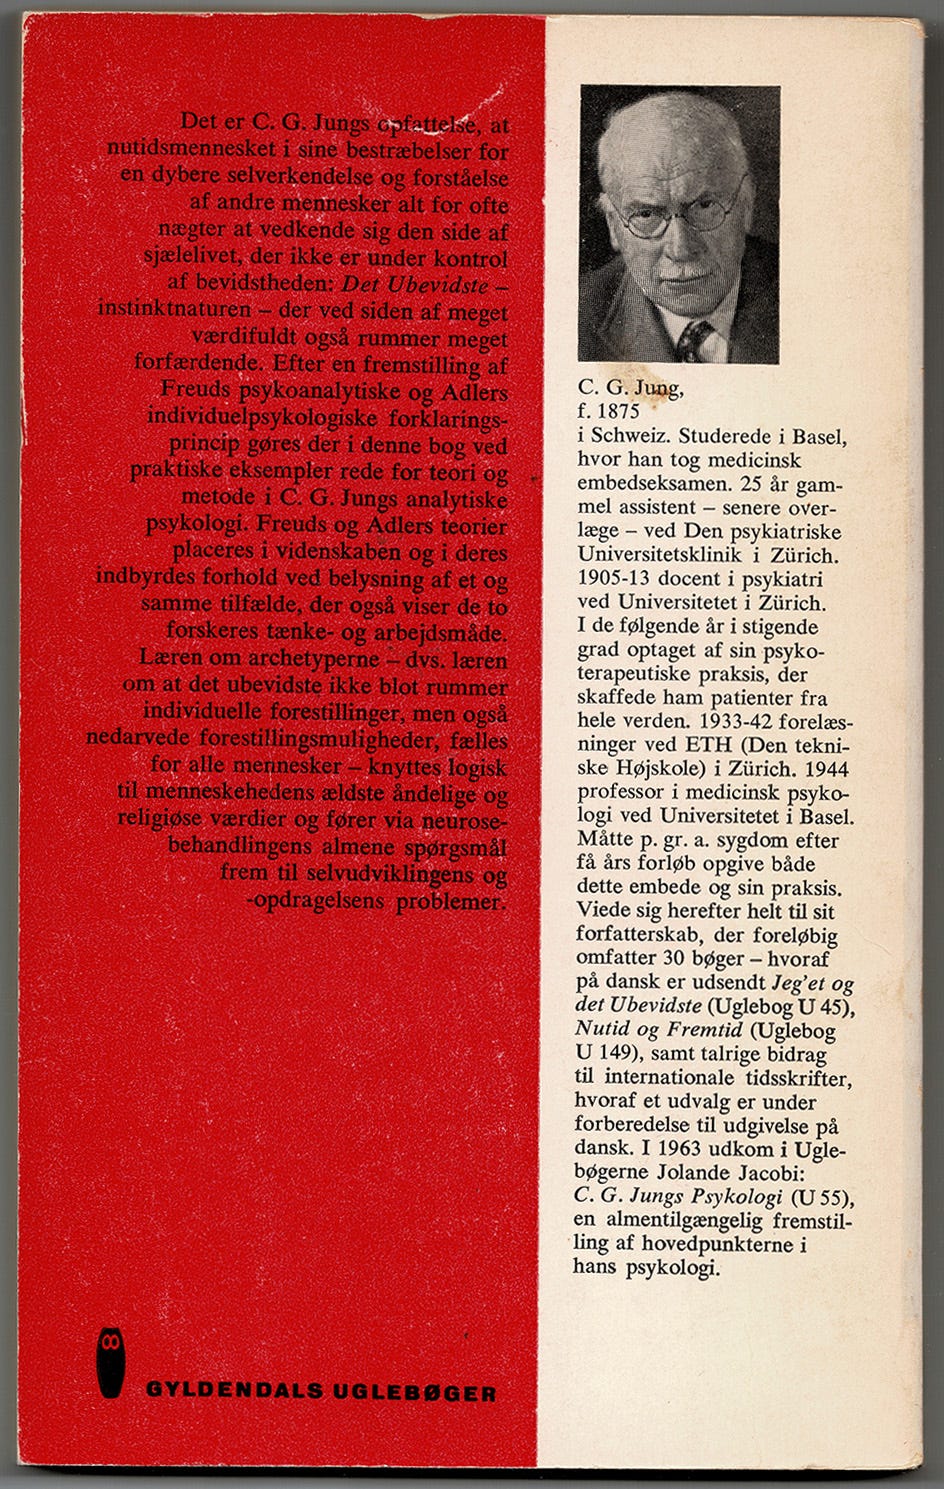 Det er C. G. Jungs opfattelse, at
nutidsmennesket i sine bestræbelser for
en dybere selverkendelse og forståelse
af andre mennesker alt for ofte
nægter at vedkende sig den side af
sjælelivet, der ikke er under kontrol
af bevidstheden: Det Ubevidste –
instinktnaturen – der ved siden af meget
værdifuldt også rummer meget
forfærdende. Efter en fremstilling af
Freuds psykoanalytiske og Adlers
individuelpsykologiske forklarings-
princip gøres der i denne bog ved
praktiske eksempler rede for teori og
metode i C. G. Jungs analytiske
psykologi. Freuds og Adlers teorier
placeres i videnskaben og i deres
indbyrdes forhold ved belysning af et og
samme tilfælde, der også viser de to
forskeres tænke- og arbejdsmåde.
Læren om archetyperne – dvs. læren
om at det ubevidste ikke blot rummer
individuelle forestillinger, men også
nedarvede forestillingsmuligheder, fælles
for alle mennesker – knyttes logisk
til menneskehedens ældste åndelige og
religiøse værdier og fører via neurose-
behandlingens almene spørgsmål
frem til selvudviklingens og
-opdragelsens problemer.
GYLDENDALS UGLEBØGER
C. G. Jung,
f. 1875
i Schweiz. Studerede i Basel,
hvor han tog medicinsk
embedseksamen. 25 år gam-
mel assistent – senere over-
læge – ved Den psykiatriske
Universitetsklinik i Zürich.
1905-13 docent i psykiatri
ved Universitetet i Zürich.
I de følgende år i stigende
grad optaget af sin psyko-
terapeutiske praksis, der
skaffede ham patienter fra
hele verden. 1933-42 forelæs-
ninger ved ETH (Den tekni-
ske Højskole) i Zürich. 1944
professor i medicinsk psyko-
logi ved Universitetet i Basel.
Måtte p. gr. a. sygdom efter
få års forløb opgive både
dette embede og sin praksis.
Viede sig herefter helt til sit
forfatterskab, der foreløbig
omfatter 30 bøger – hvoraf
på dansk er udsendt Jeg'et og
det Ubevidste (Uglebog U 45),
Nutid og Fremtid (Uglebog
U 149), samt talrige bidrag
til internationale tidsskrifter,
hvoraf et udvalg er under
forberedelse til udgivelse på
dansk. I 1963 udkom i Ugle-
bøgerne Jolande Jacobi:
C. G. Jungs Psykologi (U 55),
en almentilgængelig fremstil-
ling af hovedpunkterne i
hans psykologi.